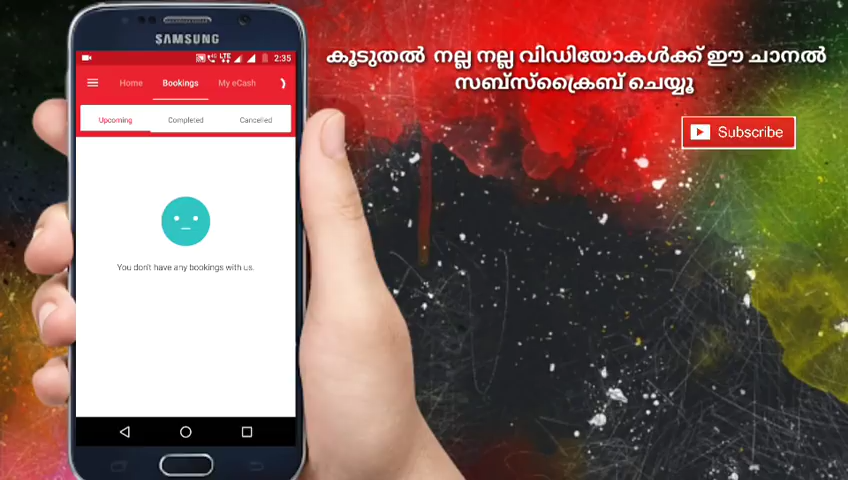 SAMSUNG
LTE 2:35
Home Bookings My eCash
Upcoming Completed Cancelled
You don't have any bookings with us.
കൂടുതൽ നല്ല നല്ല വിഡിയോകൾക്ക് ഈ ചാനൽ
സബ്സ്ക്രൈബ് ചെയ്യൂ
Subscribe